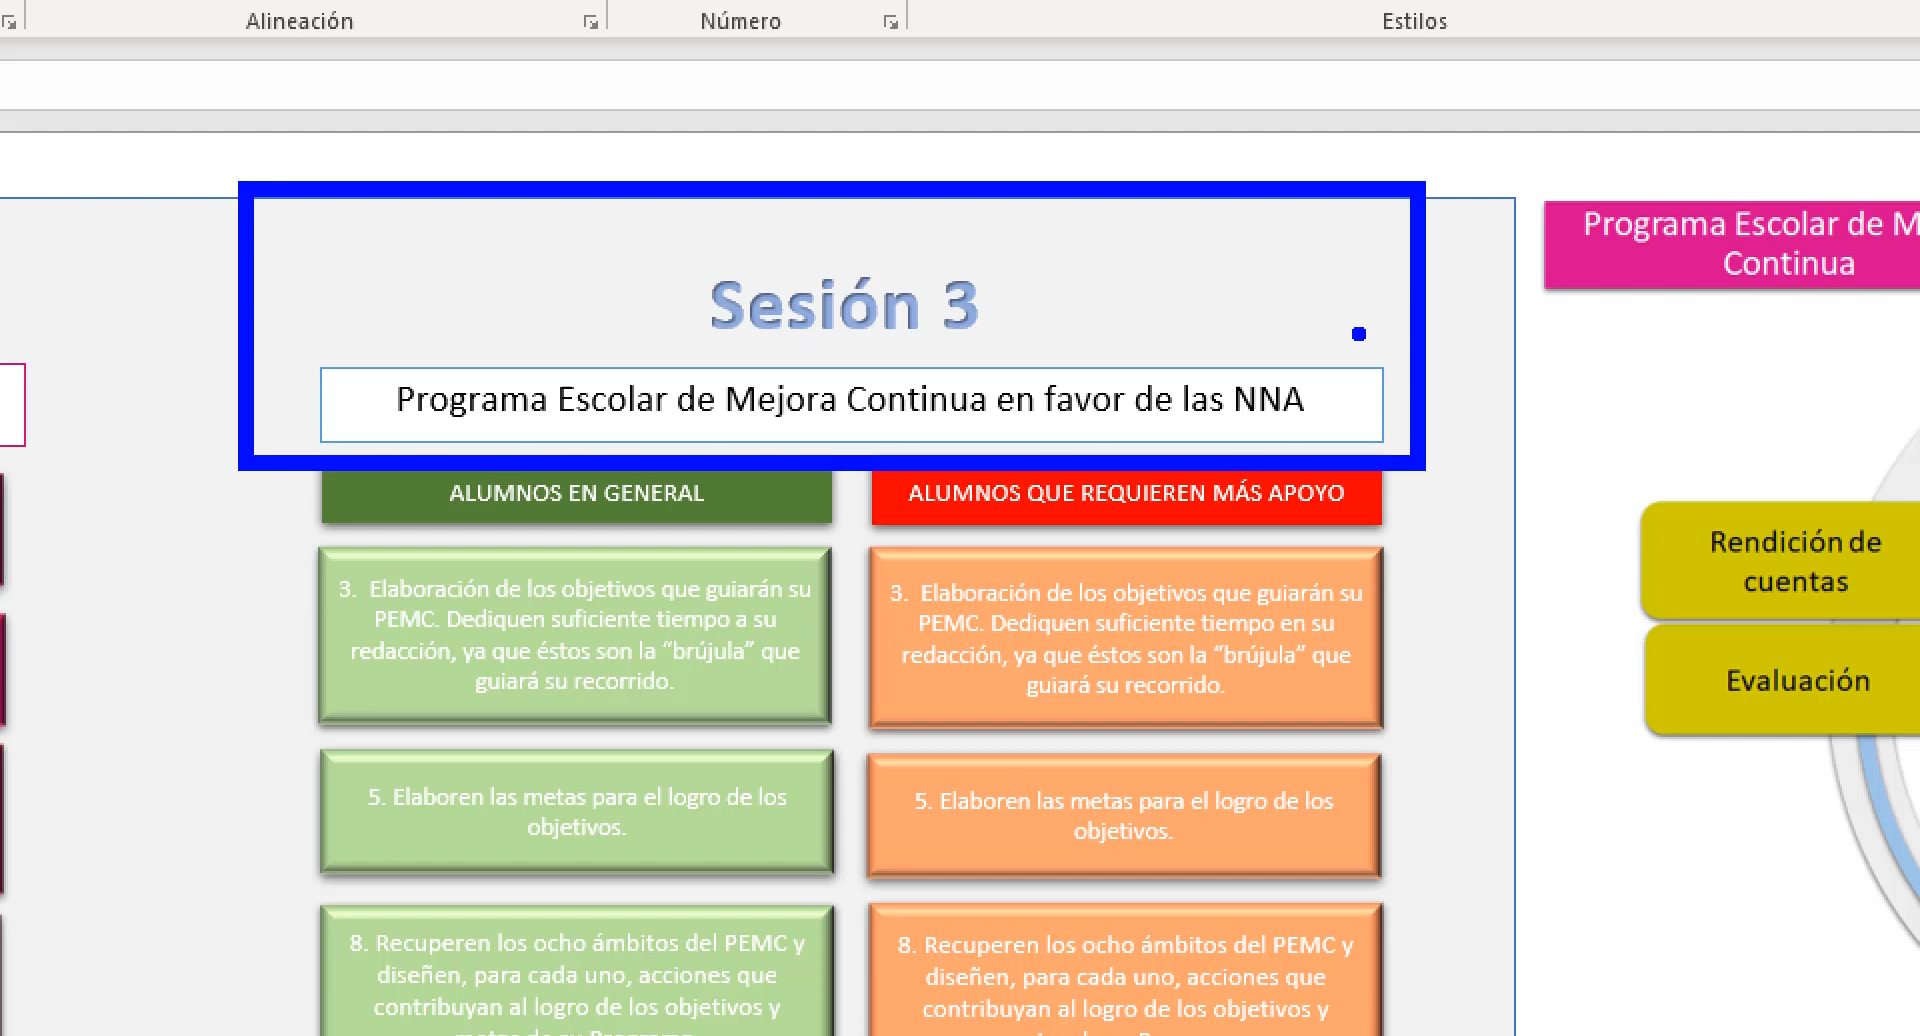 Alineación
Número
Estilos
Sesión 3
Programa Escolar de Mejora Continua en favor de las NNA
ALUMNOS EN GENERAL
3. Elaboración de los objetivos que guiarán su
PEMC. Dediquen suficiente tiempo a su
redacción, ya que éstos son la “brújula” que
guiará su recorrido.
5. Elaboren las metas para el logro de los
objetivos.
8. Recuperen los ocho ámbitos del PEMC y
diseñen, para cada uno, acciones que
contribuyan al logro de los objetivos y
ALUMNOS QUE REQUIEREN MÁS APOYO
3. Elaboración de los objetivos que guiarán su
PEMC. Dediquen suficiente tiempo en su
redacción, ya que éstos son la “brújula” que
guiará su recorrido.
5. Elaboren las metas para el logro de los
objetivos.
8. Recuperen los ocho ámbitos del PEMC y
diseñen, para cada uno, acciones que
contribuyan al logro de los objetivos y
Programa Escolar de M
Continua
Rendición de
cuentas
Evaluación